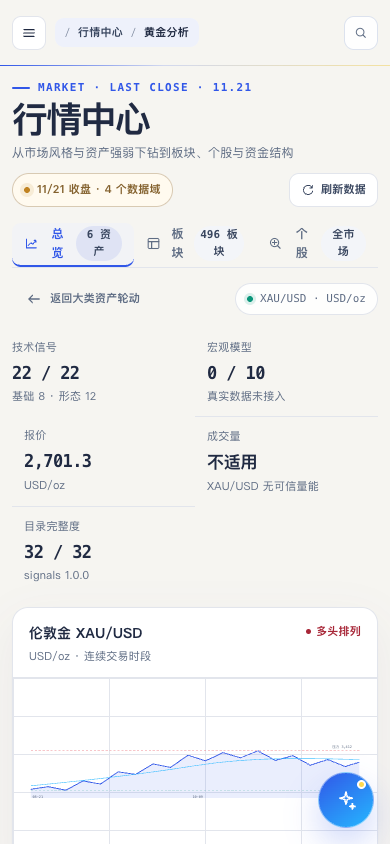 / 行情中心 / 黄金分析
MARKET · LAST CLOSE · 11.21
行情中心
从市场风格与资产强弱下钻到板块、个股与资金结构
11/21 收盘 · 4 个数据域
刷新数据
总览
6 资产
板块
496 板块
个股
全市场
返回大类资产轮动
XAU/USD · USD/oz
技术信号
22 / 22
基础 8 · 形态 12
宏观模型
0 / 10
真实数据未接入
报价
2,701.3
USD/oz
成交量
不适用
XAU/USD 无可信量能
目录完整度
32 / 32
signals 1.0.0
伦敦金 XAU/USD
多头排列
USD/oz · 连续交易时段